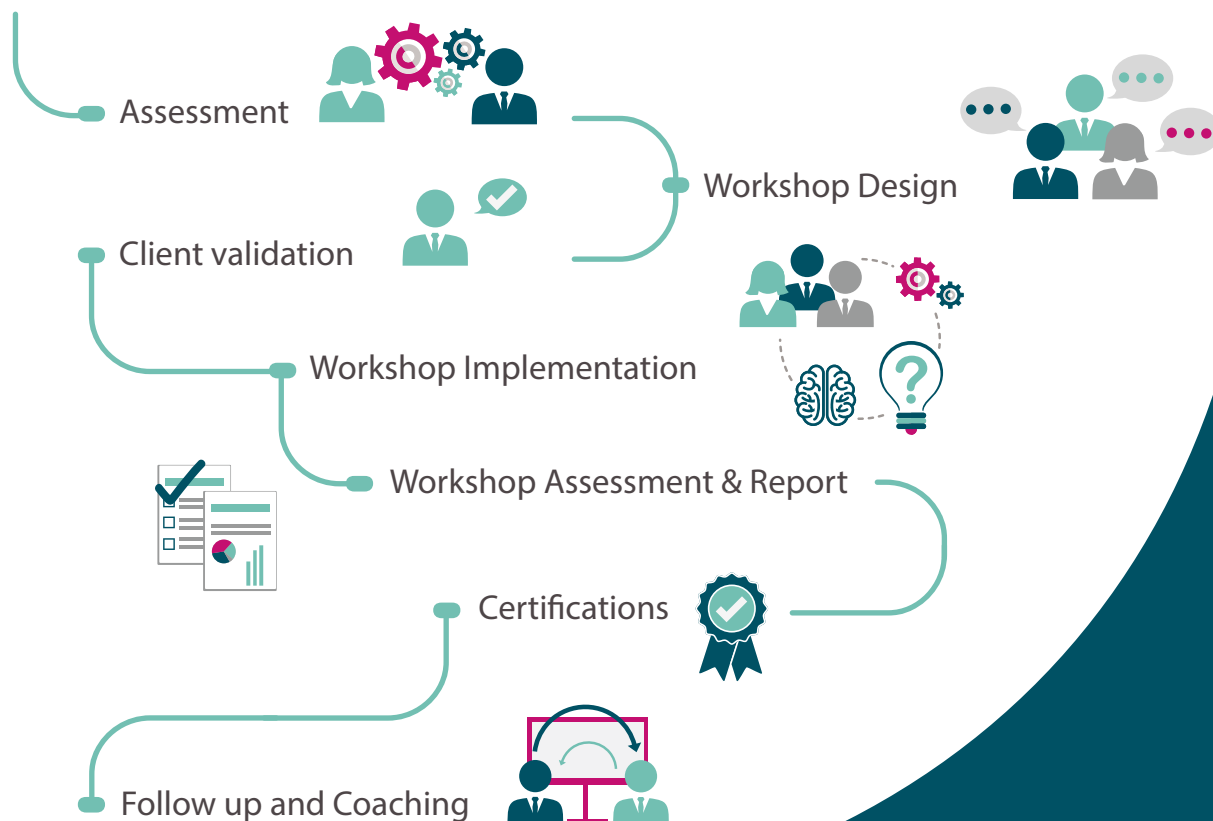 Assessment
Workshop Design
Client validation
Workshop Implementation
Workshop Assessment & Report
Certifications
Follow up and Coaching